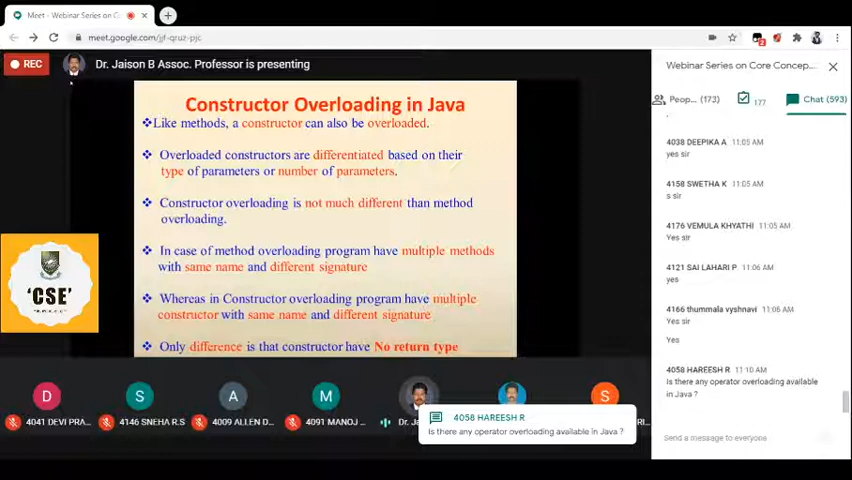 Meet - Webinar Series on C
meet.google.com/jjf-qruz-pjc
2
REC
Dr. Jaison B Assoc. Professor is presenting
Constructor Overloading in Java
❖Like methods, a constructor can also be overloaded.
❖ Overloaded constructors are differentiated based on their
type of parameters or number of parameters.
❖ Constructor overloading is not much different than method
overloading.
❖ In case of method overloading program have multiple methods
with same name and different signature
❖ Whereas in Constructor overloading program have multiple
constructor with same name and different signature
❖ Only difference is that constructor have No return type
'CSE'
D
S
A
M
S
4041 DEVI PRA...
4146 SNEHA R.S
4009 ALLEN D...
4091 MANOJ ...
Dr. Ja
RI...
4058 HAREESH R
Is there any operator overloading available in Java ?
Webinar Series on Core Concep...
Peop... (173)
177
Chat (593)
4038 DEEPIKA A 11:05 AM
yes sir
4158 SWETHA K 11:05 AM
s sir
4176 VEMULA KHYATHI 11:05 AM
Yes sir
4121 SAI LAHARI P 11:06 AM
yes
4166 thummala vyshnavi 11:06 AM
Yes sir
Yes
4058 HAREESH R 11:10 AM
Is there any operator overloading available
in Java ?
Send a message to everyone